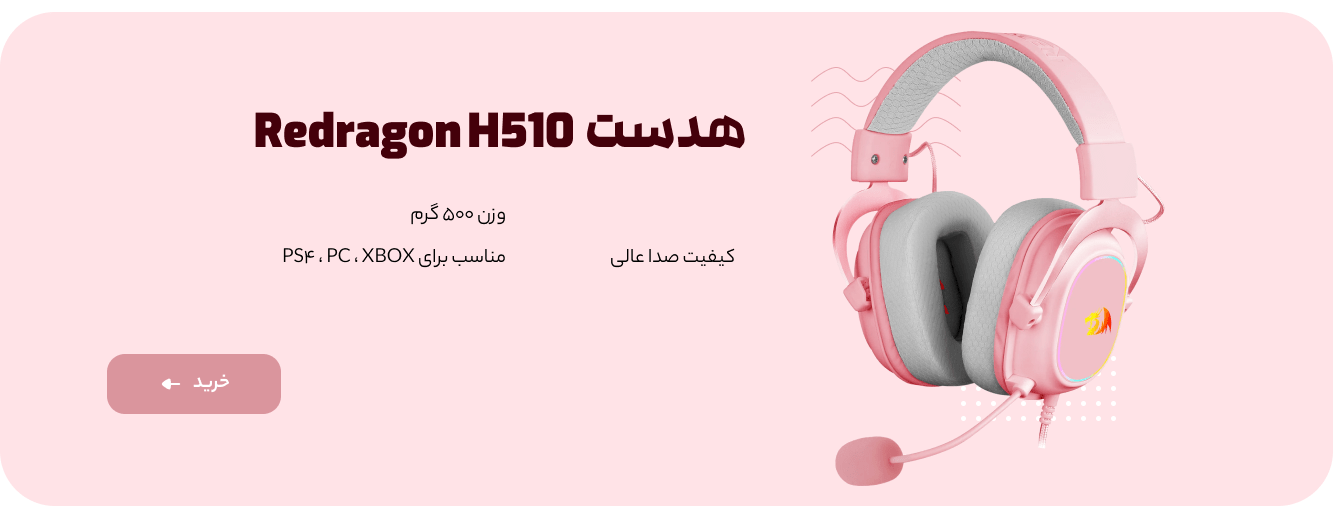 هدست Redragon H510
وزن ۵۰۰ گرم
کیفیت صدا عالی
مناسب برای PS۴ ، PC ، XBOX
خرید